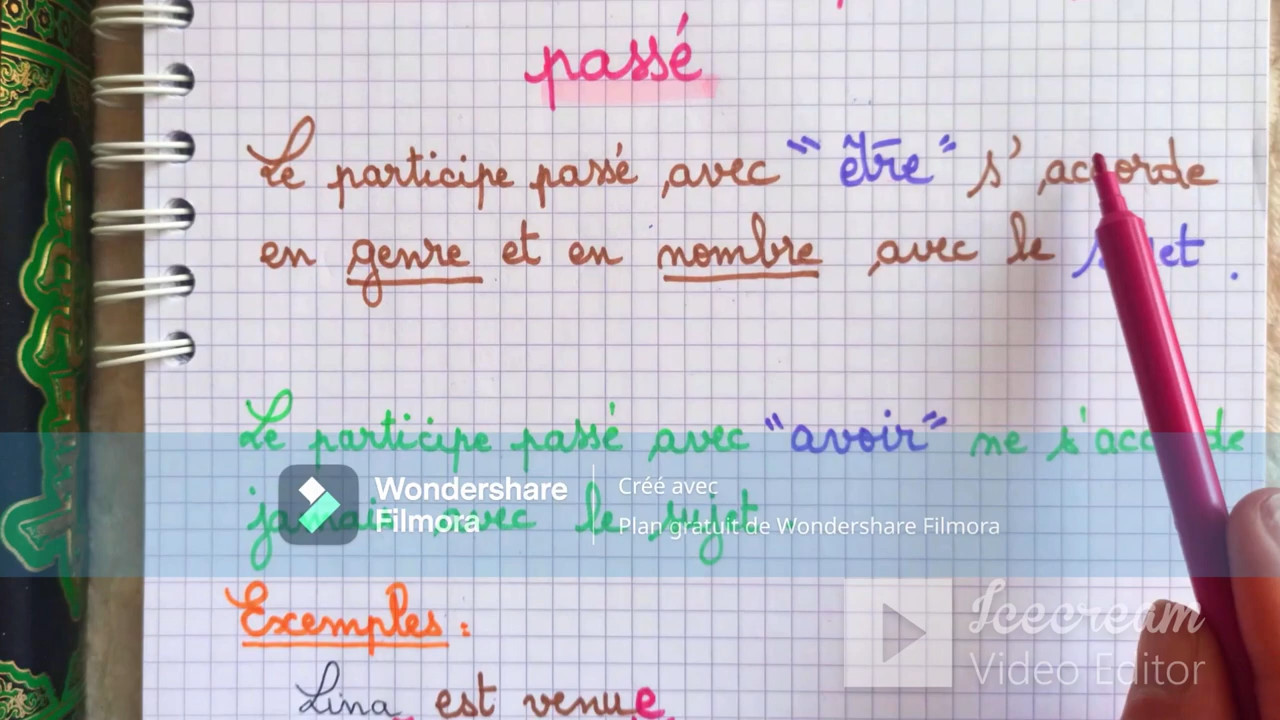 passé
Le participe passé avec "être" s'accorde
en genre et en nombre avec le sujet.
Le participe passé avec "avoir" ne s'accorde
jamais avec le sujet.
Wondershare
Filmora
Créé avec
Plan gratuit de Wondershare Filmora
Exemples :
Icecream
Video Editor
Lina est venue